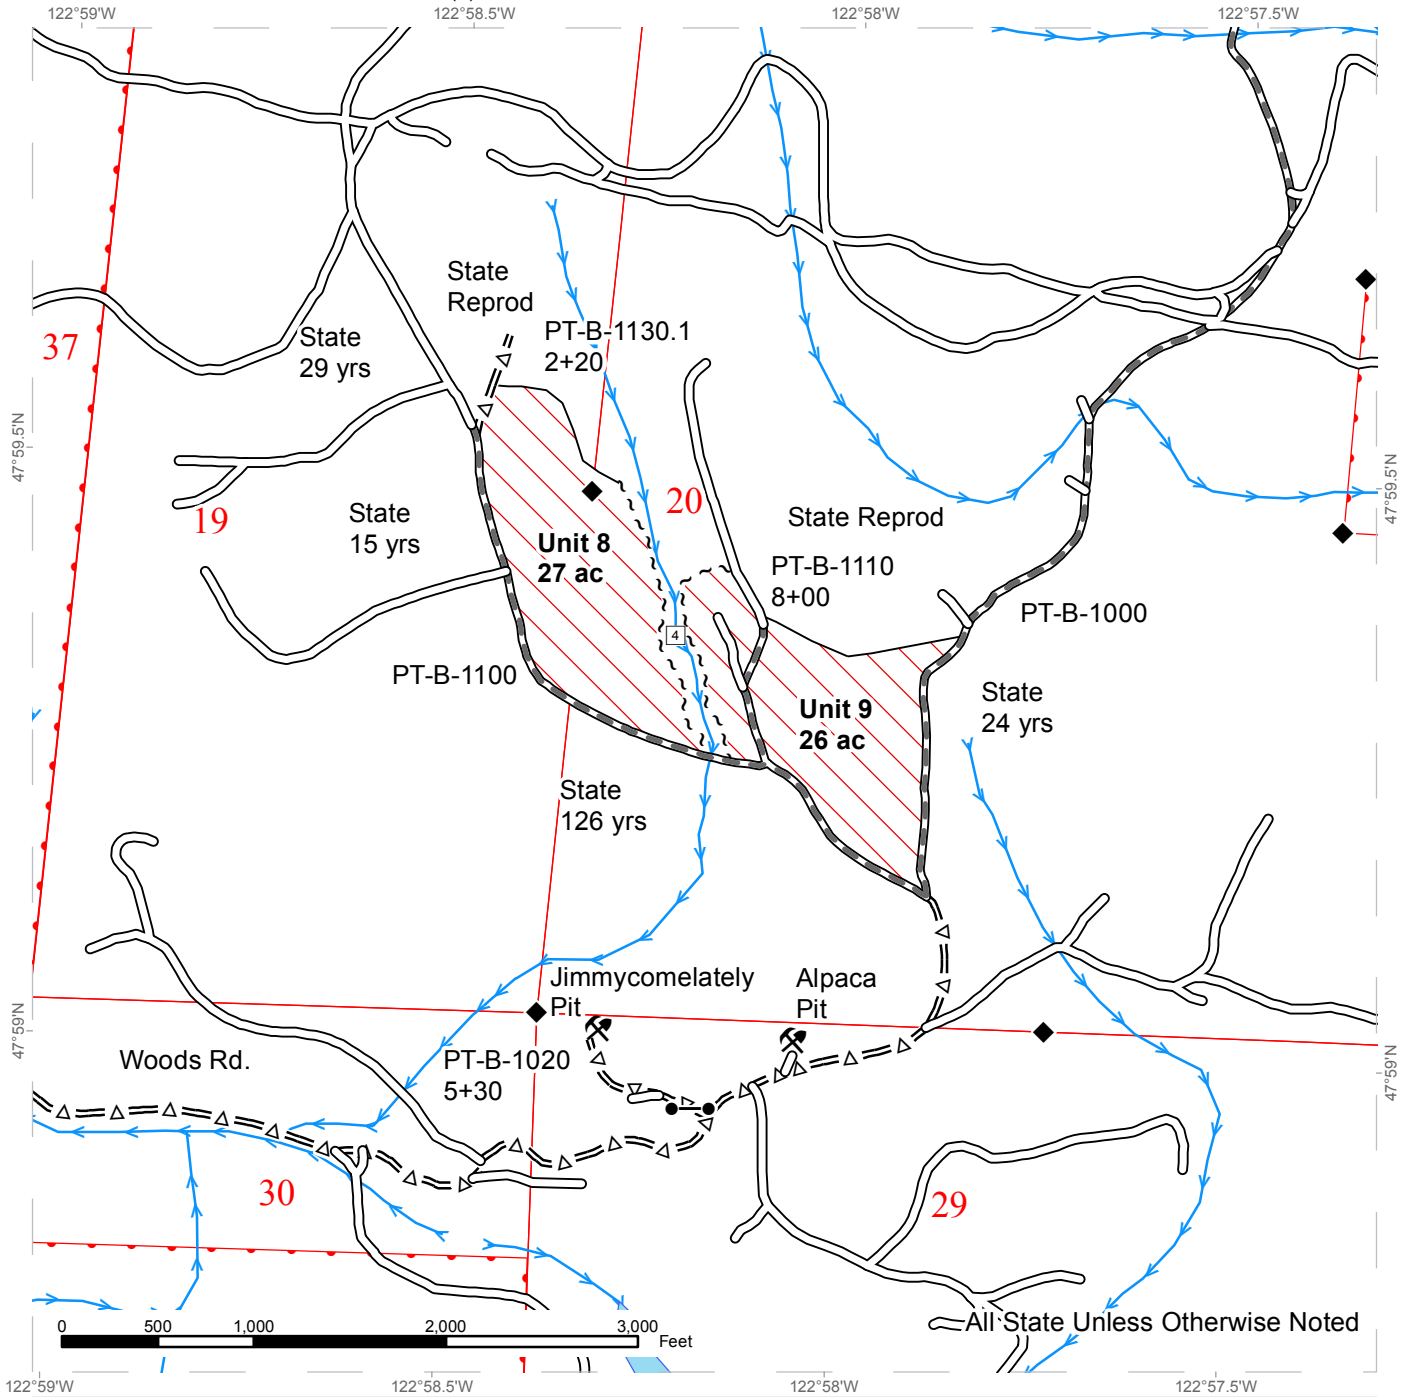 122°59'W
122°58.5'W
122°58'W
122°57.5'W
State
Reprod
PT-B-1130.1
2+20
State
29 yrs
37
47°59.5'N
47°59.5'N
19
State
15 yrs
20
State Reprod
Unit 8
27 ac
PT-B-1110
8+00
PT-B-1000
4
PT-B-1100
State
24 yrs
Unit 9
26 ac
State
126 yrs
Jimmycomelately
Pit
Alpaca
Pit
47°59'N
47°59'N
Woods Rd.
PT-B-1020
5+30
30
29
0 500 1,000 2,000 3,000
Feet
All State Unless Otherwise Noted
122°59'W
122°58.5'W
122°58'W
122°57.5'W